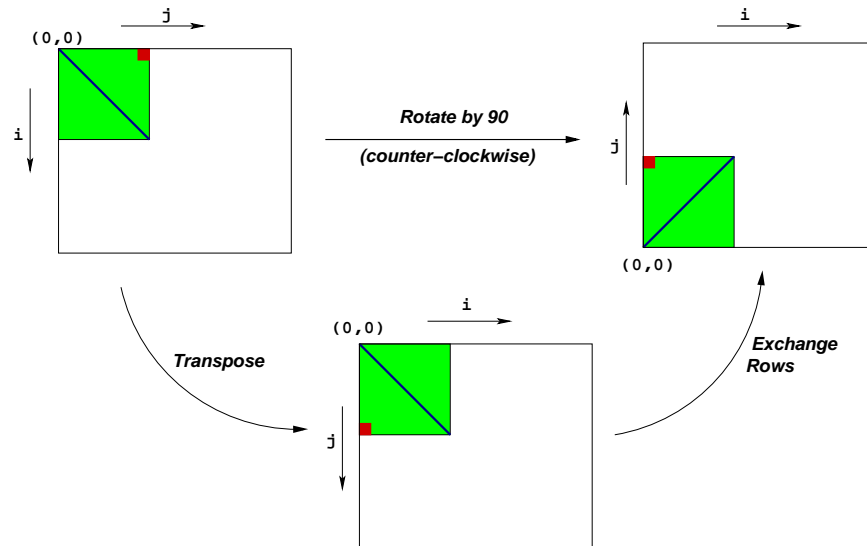 j
(0,0)
i
Rotate by 90
(counter−clockwise)
i
j
(0,0)
Transpose
i
(0,0)
j
Exchange
Rows